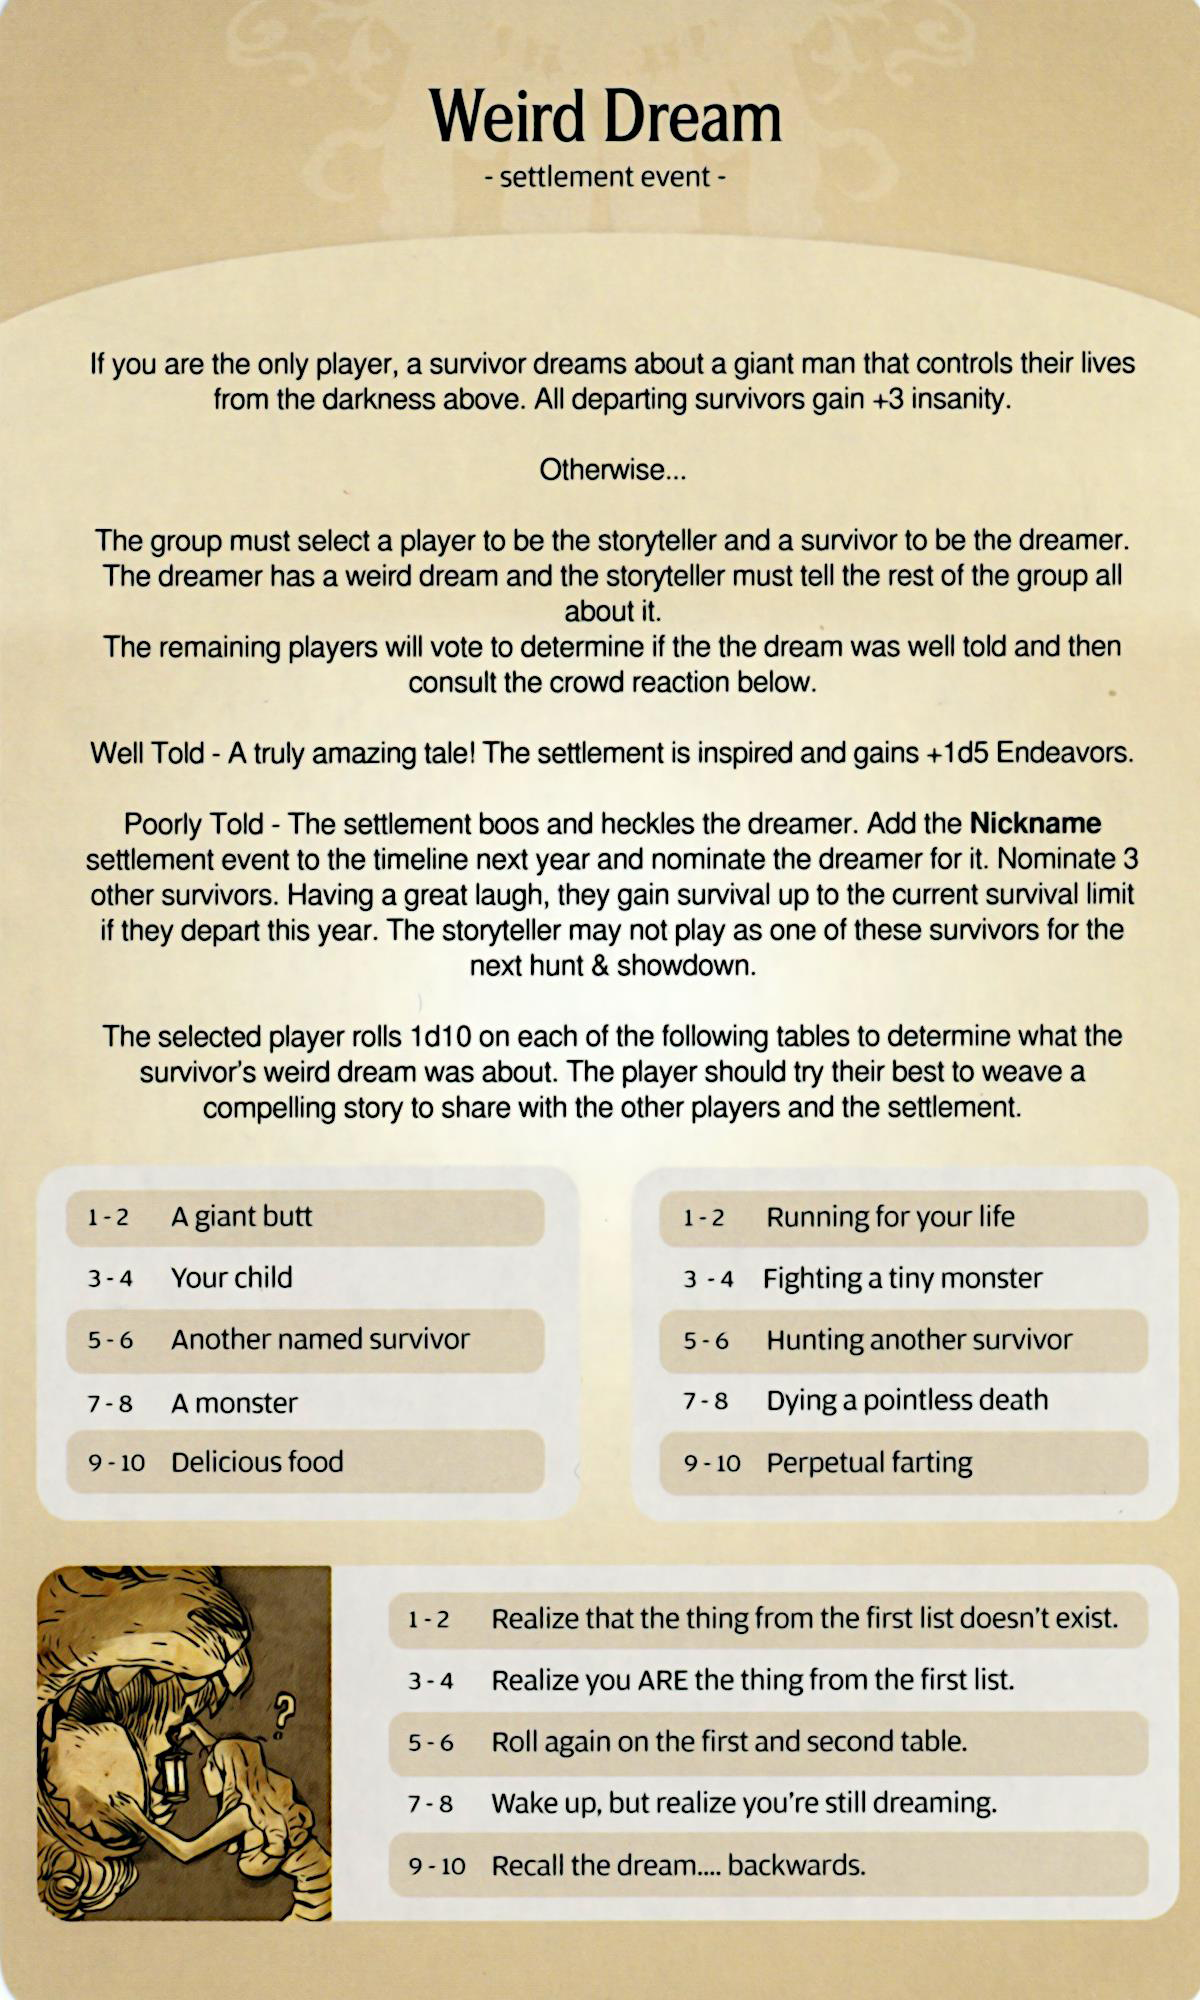 Weird Dream
- settlement event -
If you are the only player, a survivor dreams about a giant man that controls their lives
from the darkness above. All departing survivors gain +3 insanity.
Otherwise...
The group must select a player to be the storyteller and a survivor to be the dreamer.
The dreamer has a weird dream and the storyteller must tell the rest of the group all
about it.
The remaining players will vote to determine if the the dream was well told and then
consult the crowd reaction below.
Well Told - A truly amazing tale! The settlement is inspired and gains +1d5 Endeavors.
Poorly Told - The settlement boos and heckles the dreamer. Add the Nickname
settlement event to the timeline next year and nominate the dreamer for it. Nominate 3
other survivors. Having a great laugh, they gain survival up to the current survival limit
if they depart this year. The storyteller may not play as one of these survivors for the
next hunt & showdown.
The selected player rolls 1d10 on each of the following tables to determine what the
survivor's weird dream was about. The player should try their best to weave a
compelling story to share with the other players and the settlement.
1 - 2 A giant butt
3 - 4 Your child
5 - 6 Another named survivor
7 - 8 A monster
9 - 10 Delicious food
1 - 2 Running for your life
3 - 4 Fighting a tiny monster
5 - 6 Hunting another survivor
7 - 8 Dying a pointless death
9 - 10 Perpetual farting
?
1 - 2 Realize that the thing from the first list doesn't exist.
3 - 4 Realize you ARE the thing from the first list.
5 - 6 Roll again on the first and second table.
7 - 8 Wake up, but realize you're still dreaming.
9 - 10 Recall the dream.... backwards.